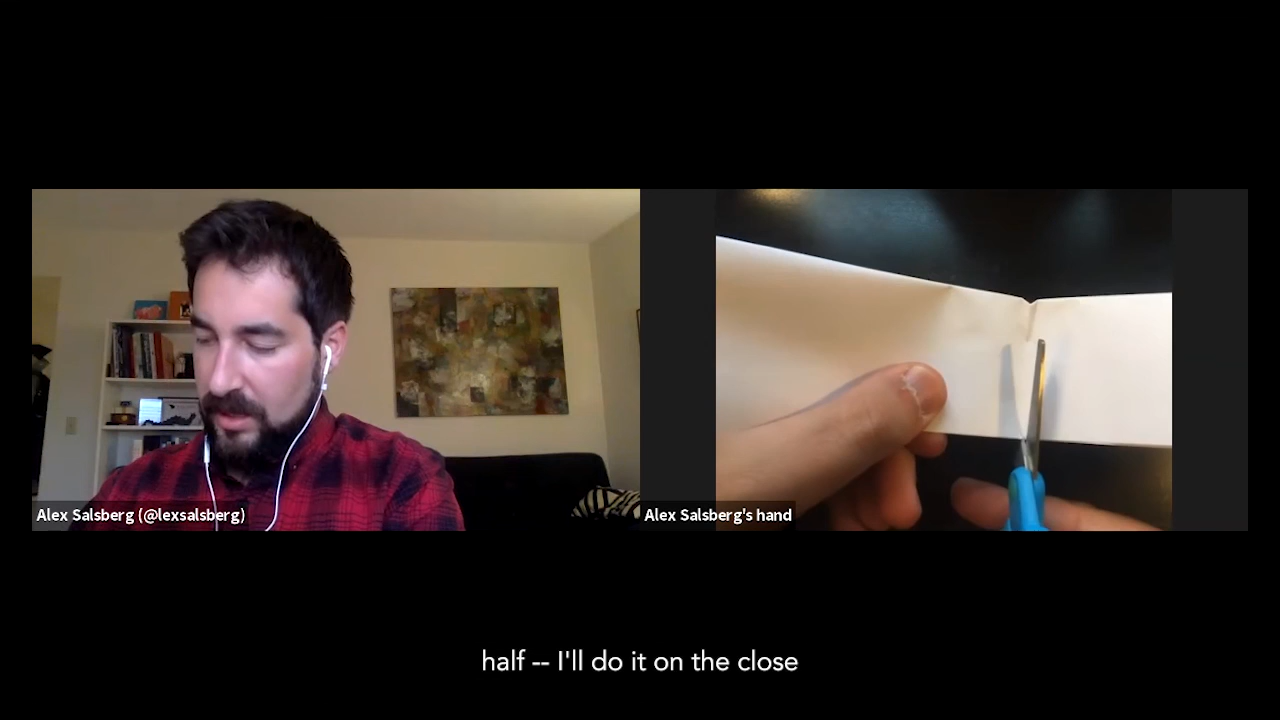 Alex Salsberg (@lexsalsberg)
Alex Salsberg's hand
half -- I'll do it on the close